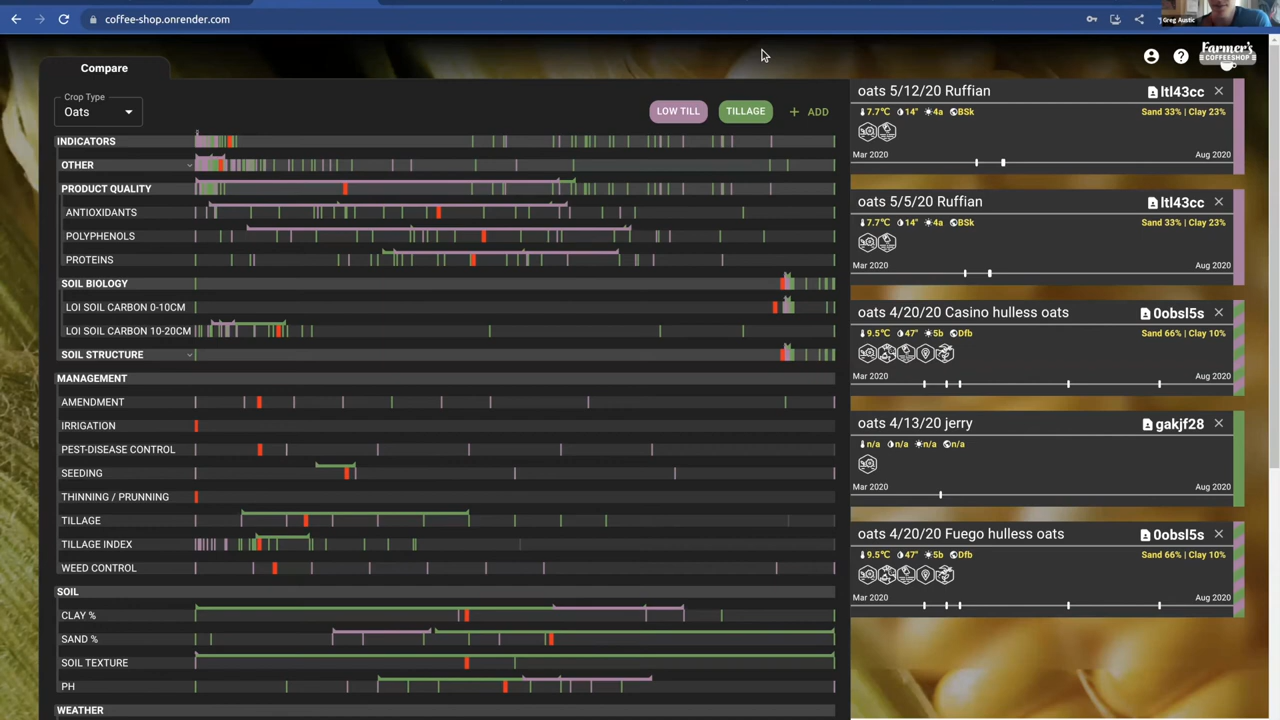 coffee-shop.onrender.com
Greg Austic
Compare
Farmer's
COFFEESHOP
Crop Type
Oats
LOW TILL
TILLAGE
+ ADD
INDICATORS
OTHER
PRODUCT QUALITY
ANTIOXIDANTS
POLYPHENOLS
PROTEINS
SOIL BIOLOGY
LOI SOIL CARBON 0-10CM
LOI SOIL CARBON 10-20CM
SOIL STRUCTURE
MANAGEMENT
AMENDMENT
IRRIGATION
PEST-DISEASE CONTROL
SEEDING
THINNING / PRUNNING
TILLAGE
TILLAGE INDEX
WEED CONTROL
SOIL
CLAY %
SAND %
SOIL TEXTURE
PH
WEATHER
oats 5/12/20 Ruffian ltl43cc
7.7℃ 14" 4a BSk Sand 33% | Clay 23%
Mar 2020 Aug 2020
oats 5/5/20 Ruffian ltl43cc
7.7℃ 14" 4a BSk Sand 33% | Clay 23%
Mar 2020 Aug 2020
oats 4/20/20 Casino hulless oats 0obsl5s
9.5℃ 47" 5b Dfb Sand 66% | Clay 10%
Mar 2020 Aug 2020
oats 4/13/20 jerry gakjf28
n/a n/a n/a n/a
Mar 2020 Aug 2020
oats 4/20/20 Fuego hulless oats 0obsl5s
9.5℃ 47" 5b Dfb Sand 66% | Clay 10%
Mar 2020 Aug 2020